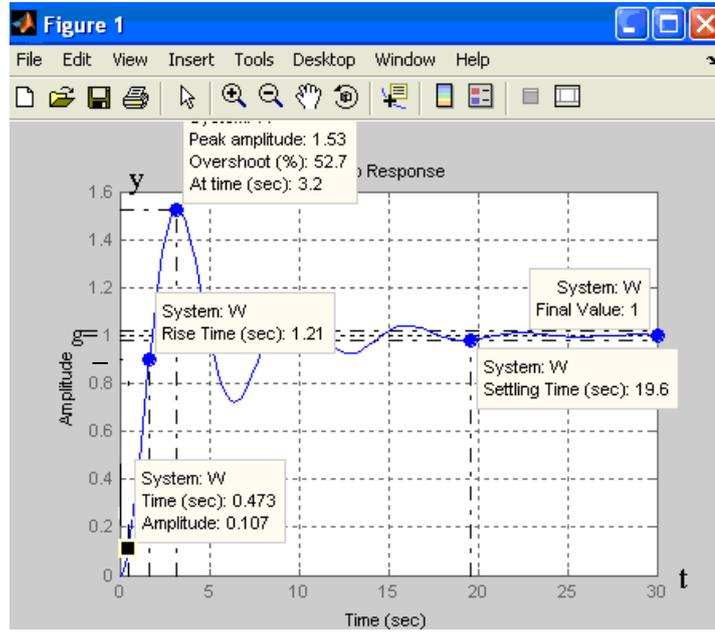 Figure 1
File Edit View Insert Tools Desktop Window Help
Peak amplitude: 1.53
Overshoot (%): 52.7
At time (sec): 3.2
Response
y
1.6
1.4
1.2
1
0.8
0.6
0.4
0.2
0
Amplitude
System: W
Final Value: 1
System: W
Rise Time (sec): 1.21
System: W
Settling Time (sec): 19.6
System: W
Time (sec): 0.473
Amplitude: 0.107
0 5 10 15 20 25 30
t
Time (sec)